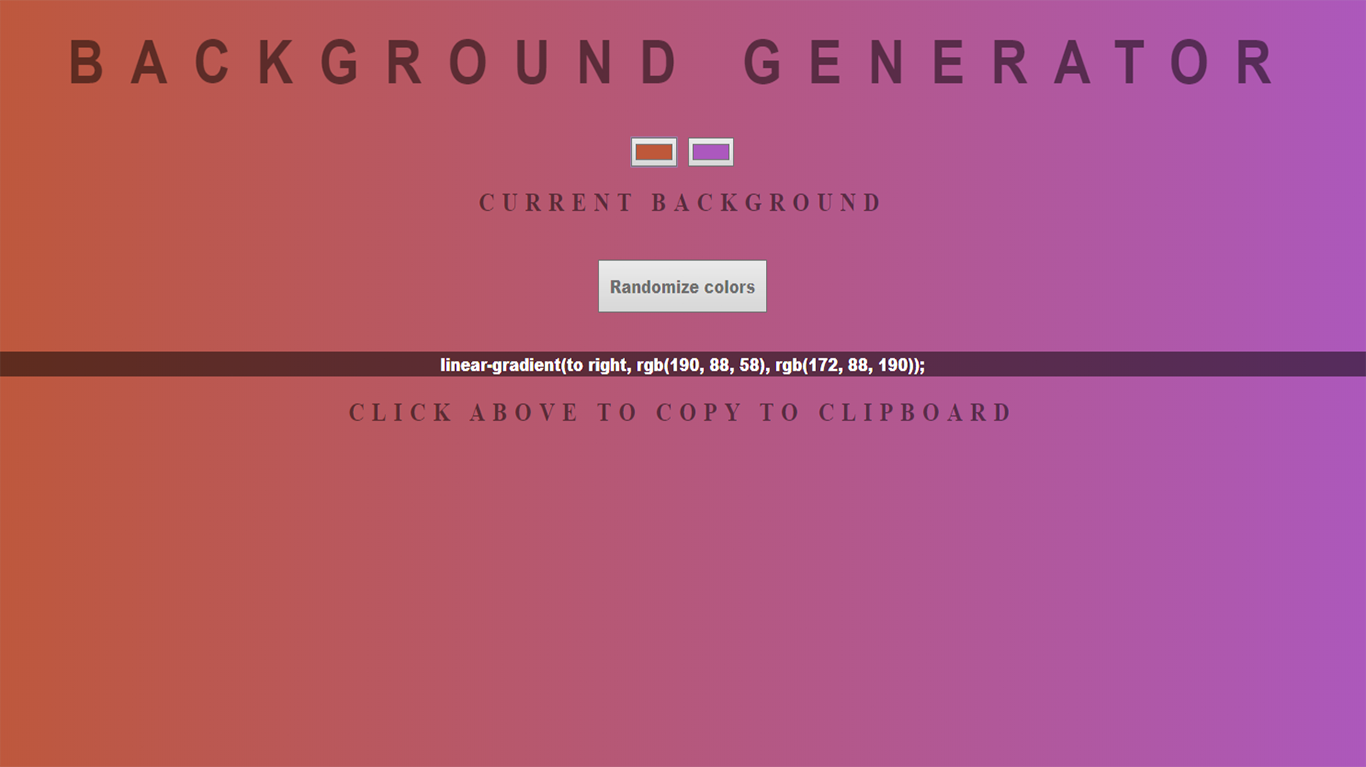 BACKGROUND GENERATOR
CURRENT BACKGROUND
Randomize colors
linear-gradient(to right, rgb(190, 88, 58), rgb(172, 88, 190));
CLICK ABOVE TO COPY TO CLIPBOARD